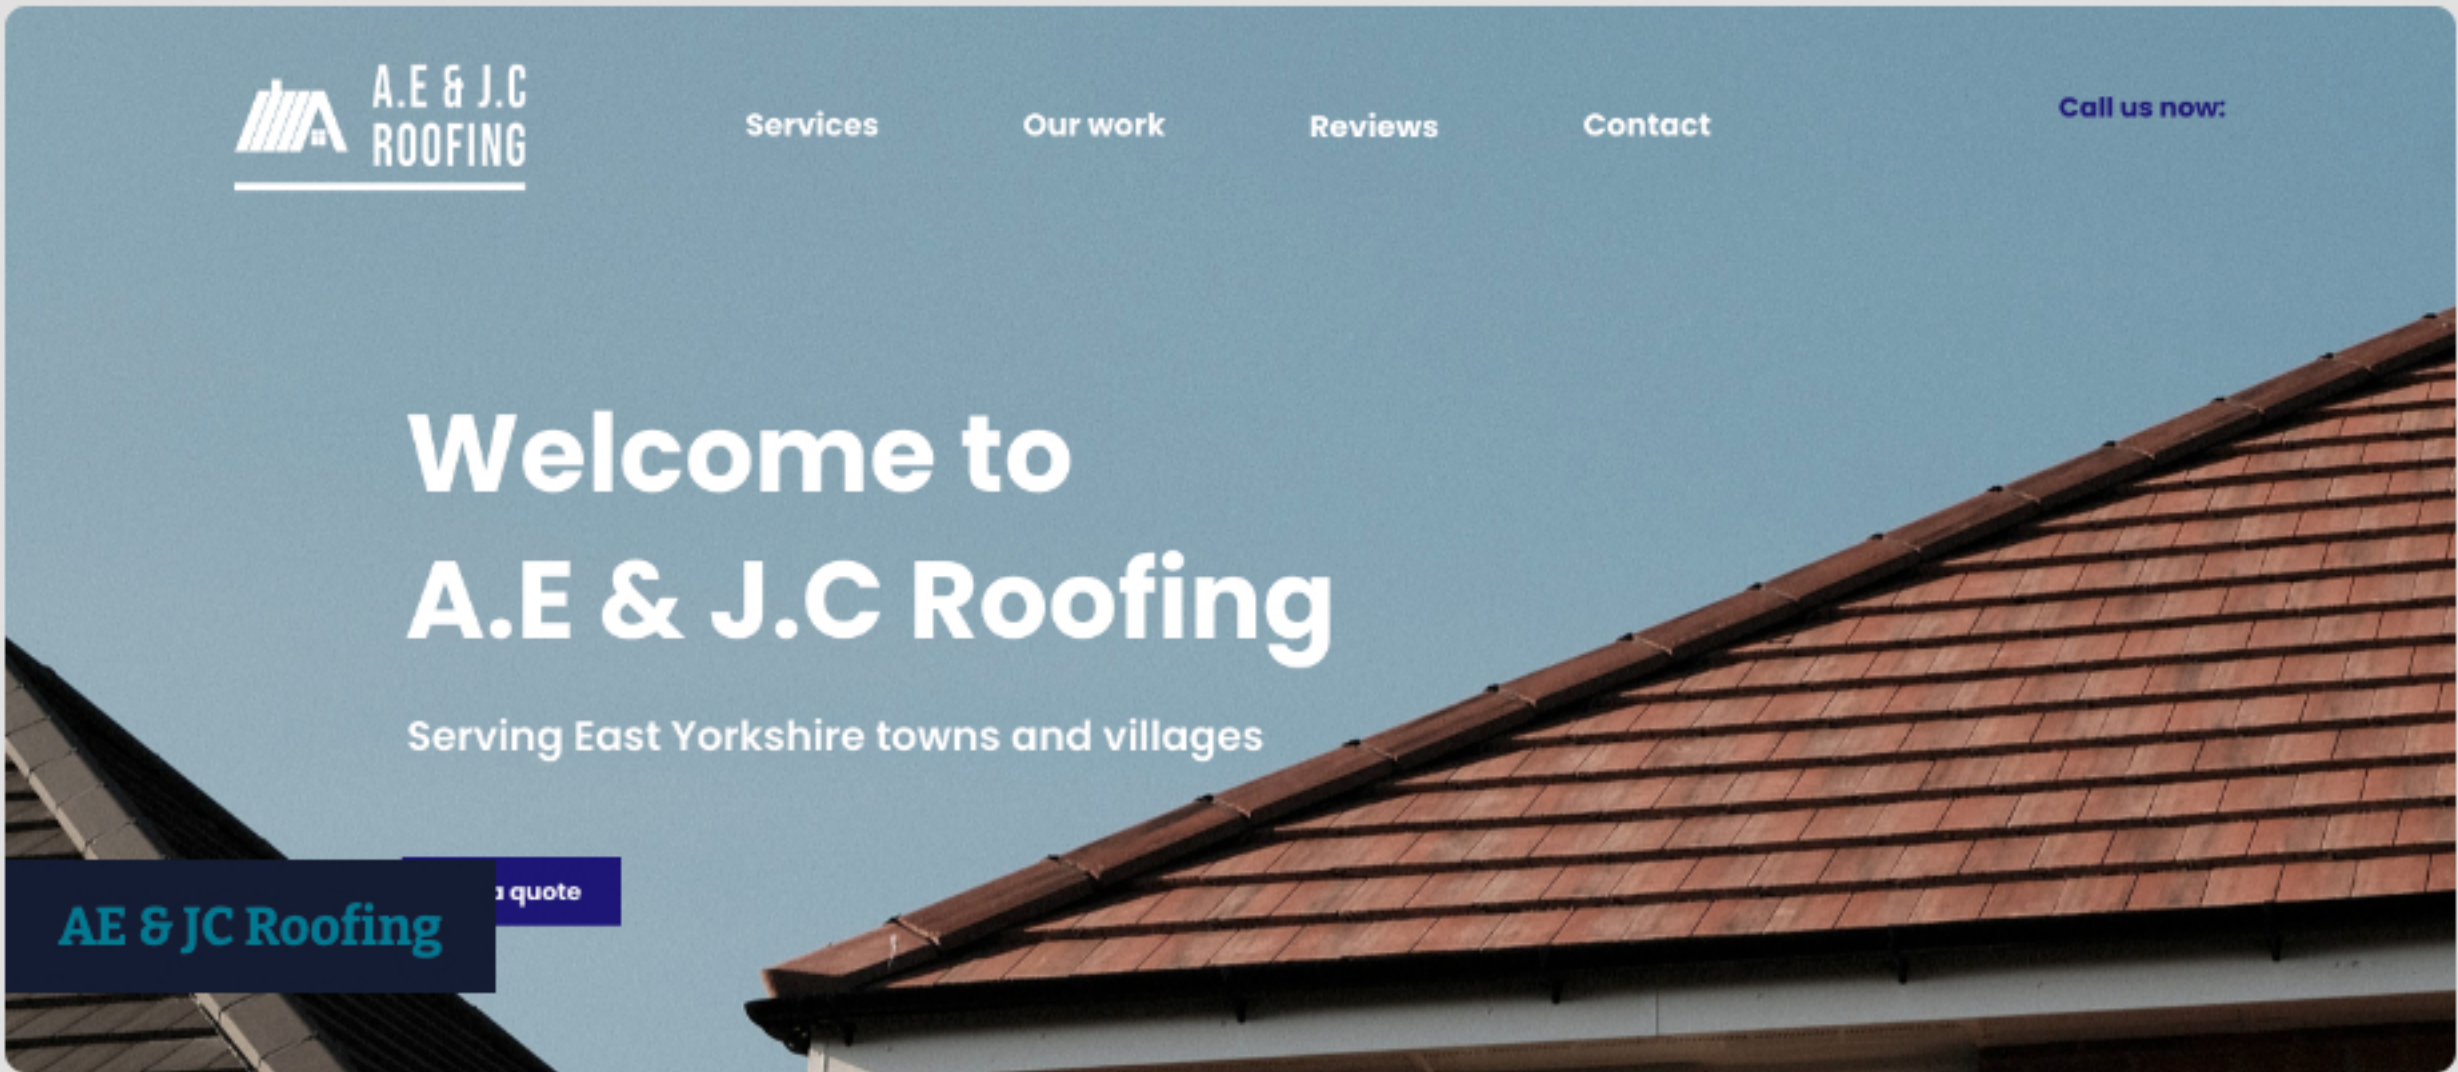 A.E & J.C
ROOFING
Services
Our work
Reviews
Contact
Call us now:
Welcome to
A.E & J.C Roofing
Serving East Yorkshire towns and villages
a quote
AE & JC Roofing